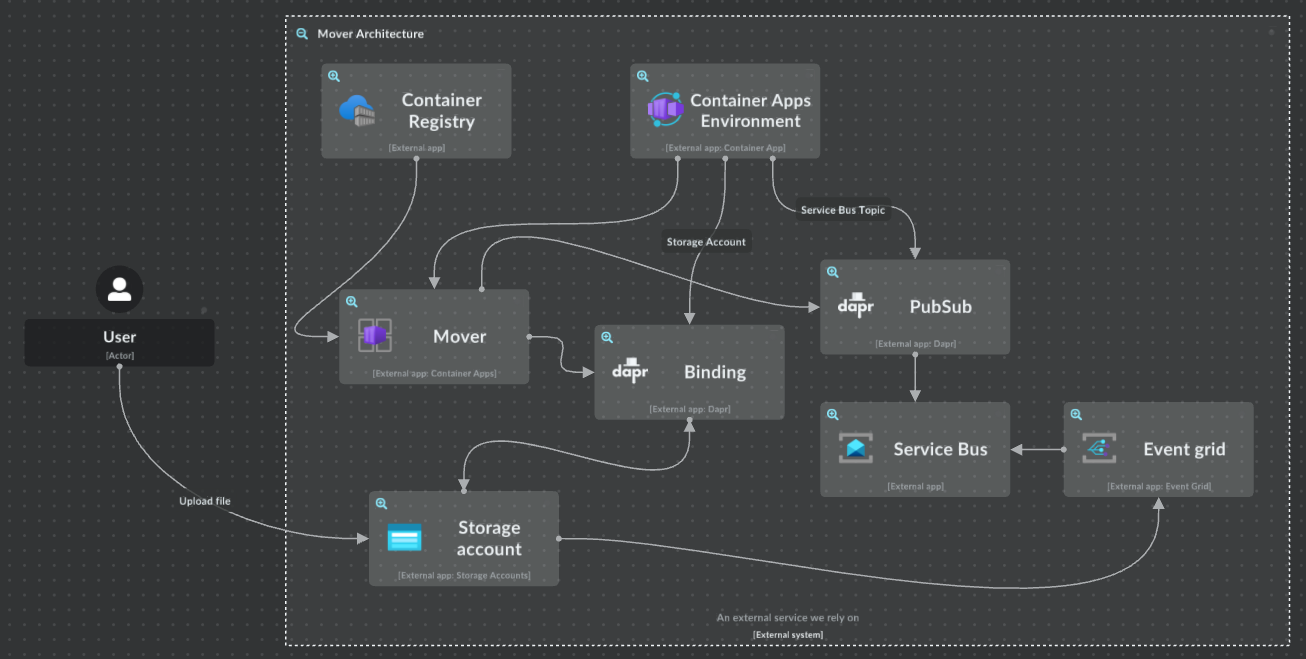 Mover Architecture
Container
Registry
[External app]
Container Apps
Environment
[External app: Container App]
Service Bus Topic
Storage Account
User
[Actor]
Mover
[External app: Container Apps]
dapr
Binding
[External app: Dapr]
dapr
PubSub
[External app: Dapr]
Service Bus
[External app]
Event grid
[External app: Event Grid]
Upload file
Storage
account
[External app: Storage Accounts]
An external service we rely on
[External system]